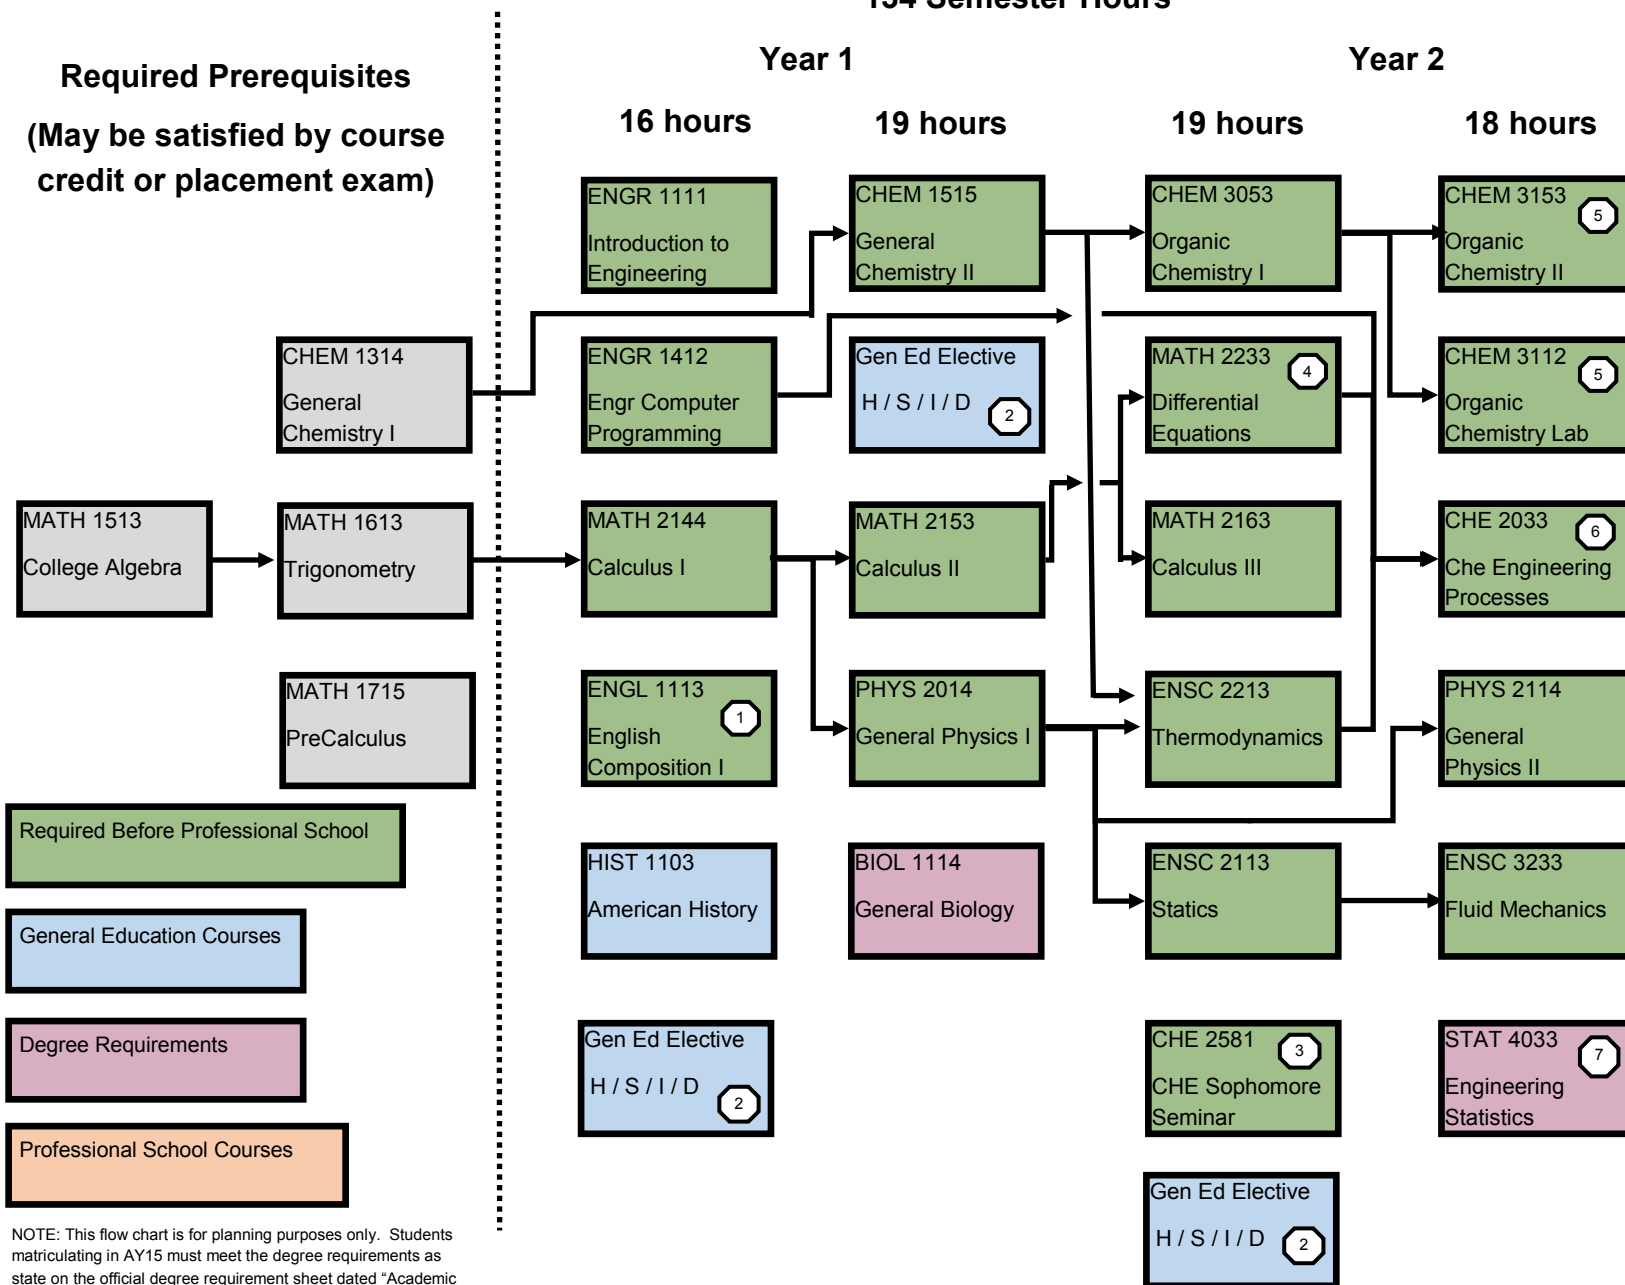 134 Semester Hours
Required Prerequisites
(May be satisfied by course
credit or placement exam)
Year 1
Year 2
16 hours
19 hours
19 hours
18 hours
ENGR 1111
Introduction to
Engineering
CHEM 1515
General
Chemistry II
CHEM 3053
Organic
Chemistry I
CHEM 3153
5
Organic
Chemistry II
CHEM 1314
General
Chemistry I
ENGR 1412
Engr Computer
Programming
Gen Ed Elective
H / S / I / D
2
MATH 2233
4
Differential
Equations
CHEM 3112
5
Organic
Chemistry Lab
MATH 1513
College Algebra
MATH 1613
Trigonometry
MATH 2144
Calculus I
MATH 2153
Calculus II
MATH 2163
Calculus III
CHE 2033
6
Che Engineering
Processes
MATH 1715
PreCalculus
ENGL 1113
1
English
Composition I
PHYS 2014
General Physics I
ENSC 2213
Thermodynamics
PHYS 2114
General
Physics II
Required Before Professional School
General Education Courses
Degree Requirements
Professional School Courses
HIST 1103
American History
BIOL 1114
General Biology
ENSC 2113
Statics
ENSC 3233
Fluid Mechanics
Gen Ed Elective
H / S / I / D
2
CHE 2581
3
CHE Sophomore
Seminar
STAT 4033
7
Engineering
Statistics
Gen Ed Elective
H / S / I / D
2
NOTE: This flow chart is for planning purposes only. Students
matriculating in AY15 must meet the degree requirements as
state on the official degree requirement sheet dated “Academic